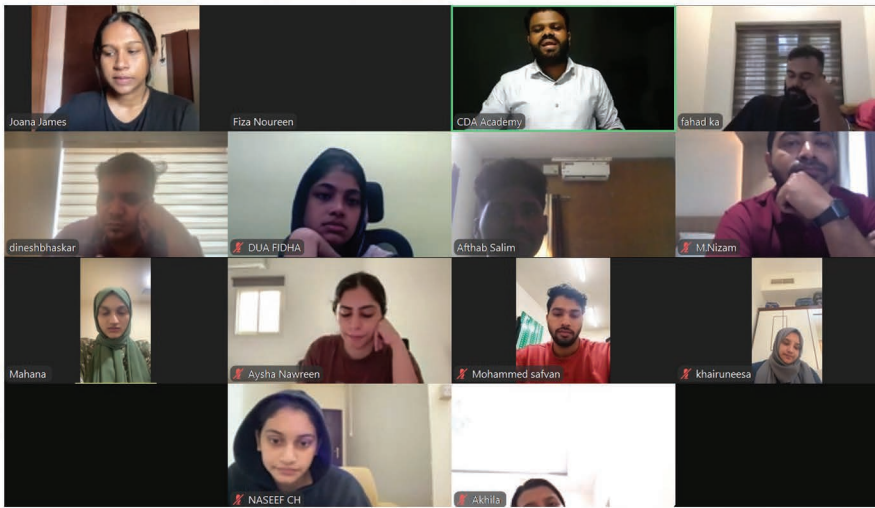 Joana James
Fiza Noureen
CDA Academy
fahad ka
dineshbhaskar
DUA FIDHA
Afthab Salim
M.Nizam
Mahana
Aysha Nawreen
Mohammed safvan
khairuneesa
NASEEF CH
Akhila